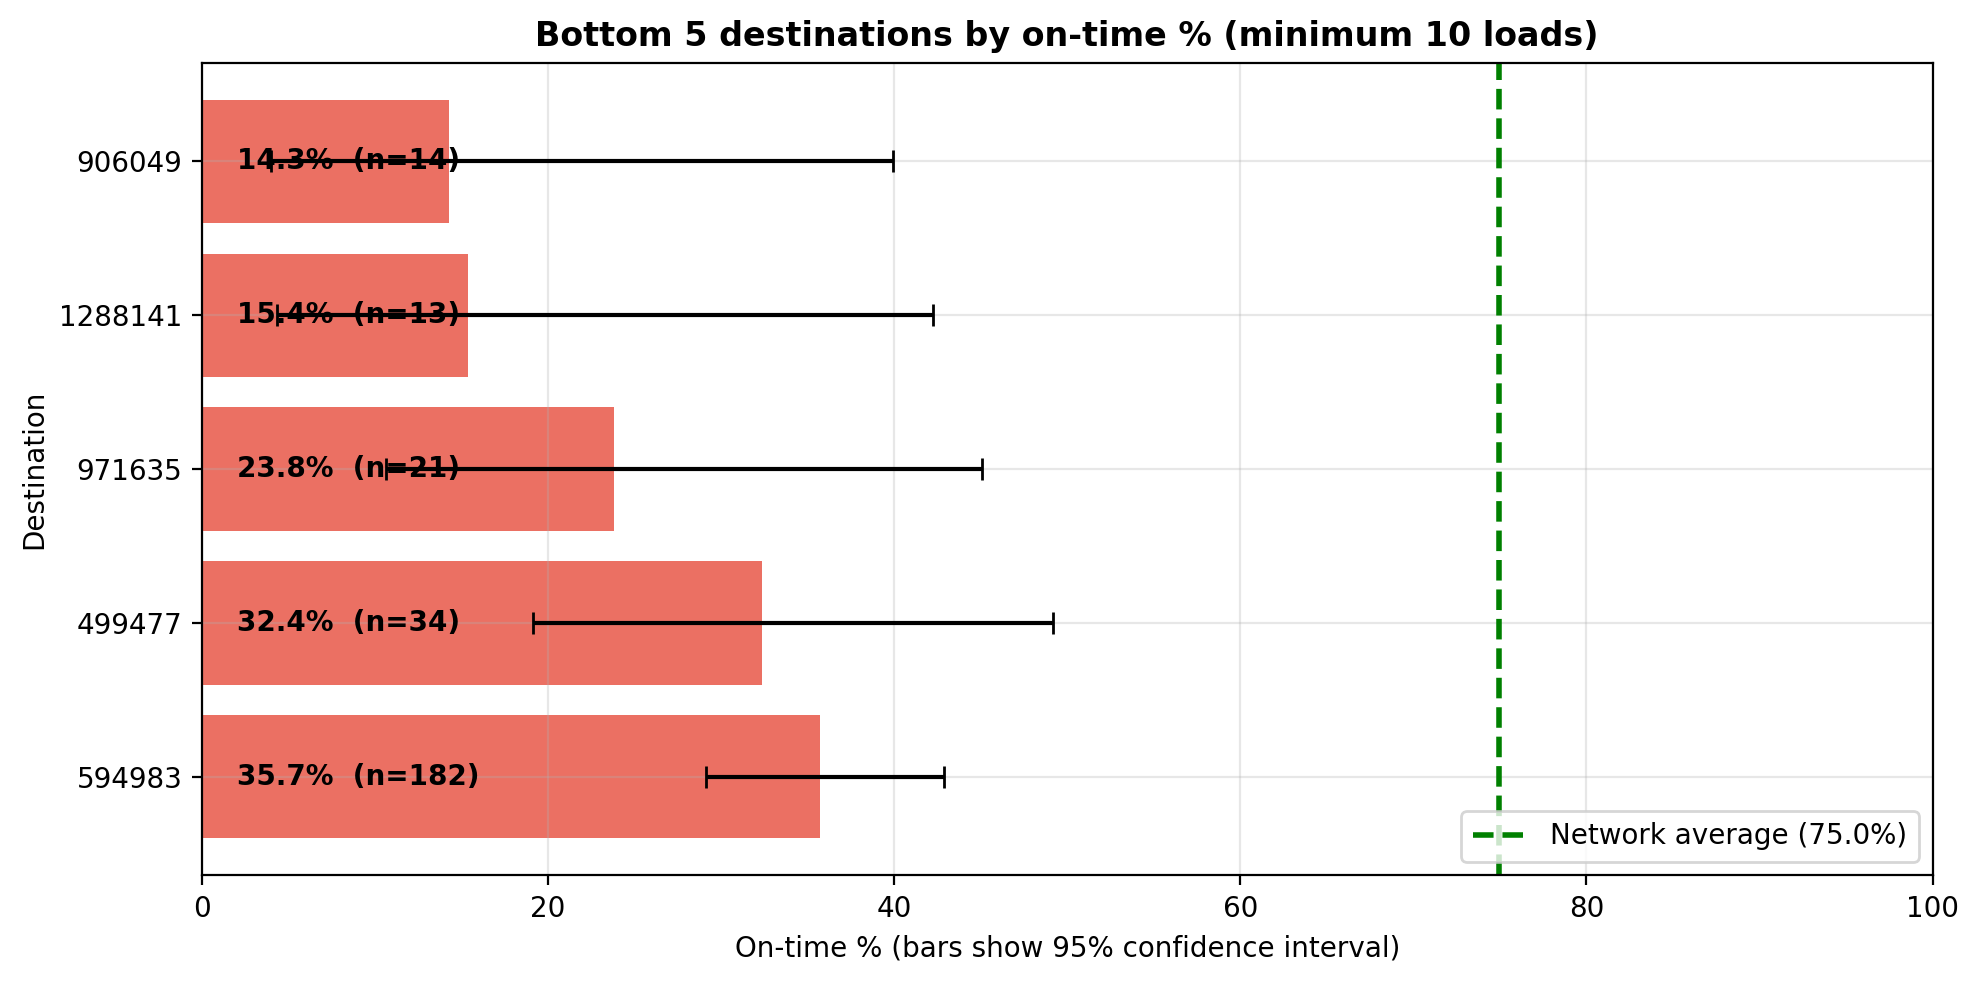 Bottom 5 destinations by on-time % (minimum 10 loads)
Destination
906049
14.3%  (n=14)
1288141
15.4%  (n=13)
971635
23.8%  (n=21)
499477
32.4%  (n=34)
594983
35.7%  (n=182)
Network average (75.0%)
0 20 40 60 80 100
On-time % (bars show 95% confidence interval)